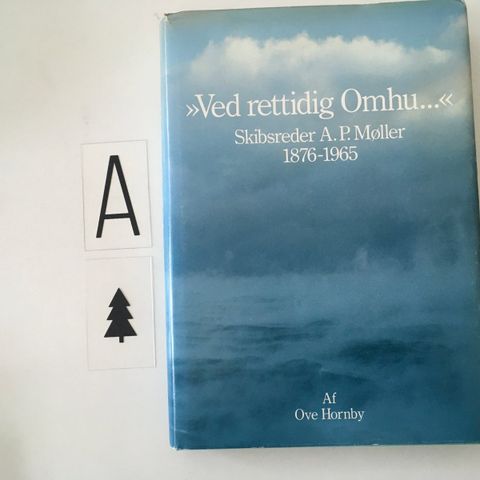 »Ved rettidig Omhu...«
Skibsreder A. P. Møller
1876-1965
A
Af
Ove Hornby